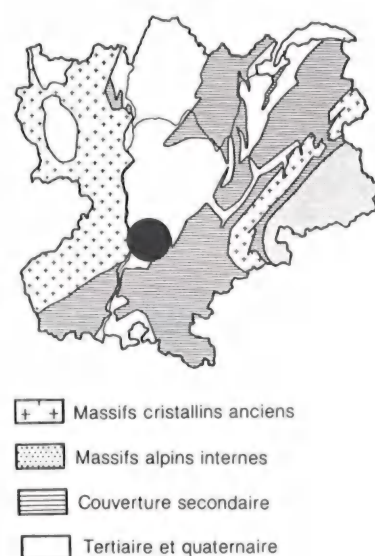 Massifs cristallins anciens
Massifs alpins internes
Couverture secondaire
Tertiaire et quaternaire